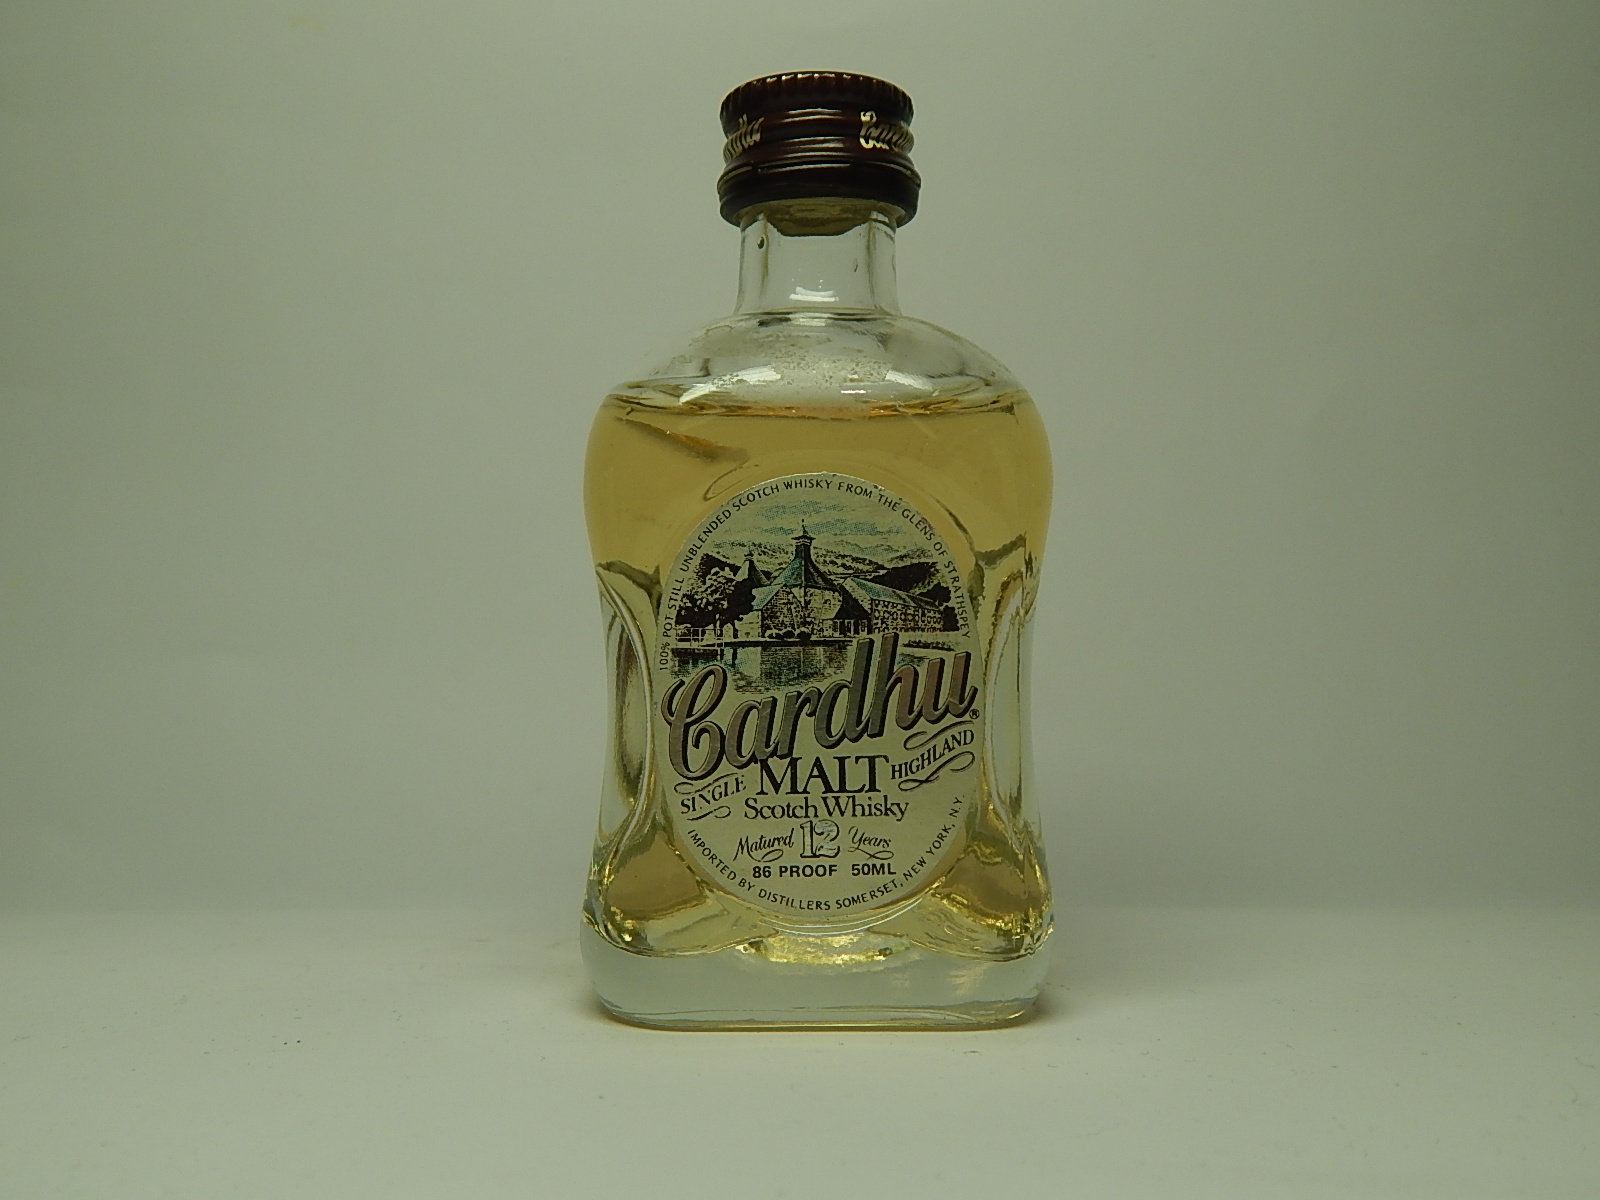 100% POT STILL UNBLENDED SCOTCH WHISKY FROM THE GLENS OF STRATHSPEY
Cardhu®
SINGLE MALT HIGHLAND
Scotch Whisky
Matured 12 Years
86 PROOF 50ML
IMPORTED BY DISTILLERS SOMERSET, NEW YORK, N.Y.